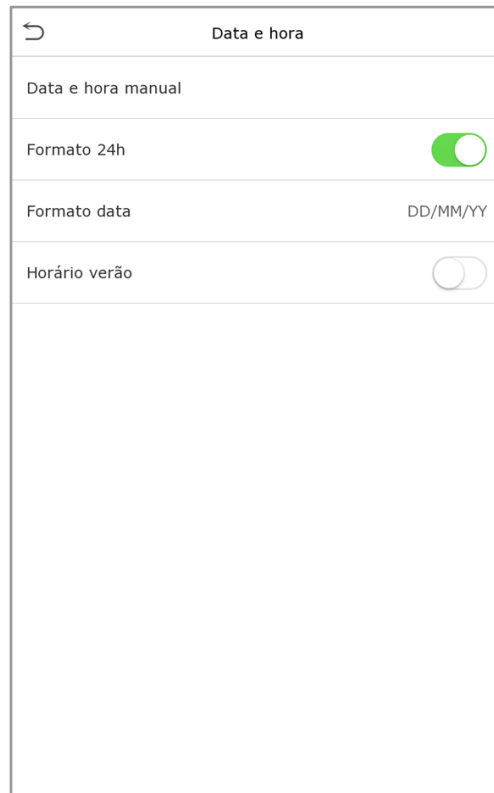 Data e hora
Data e hora manual
Formato 24h
Formato data
DD/MM/YY
Horário verão